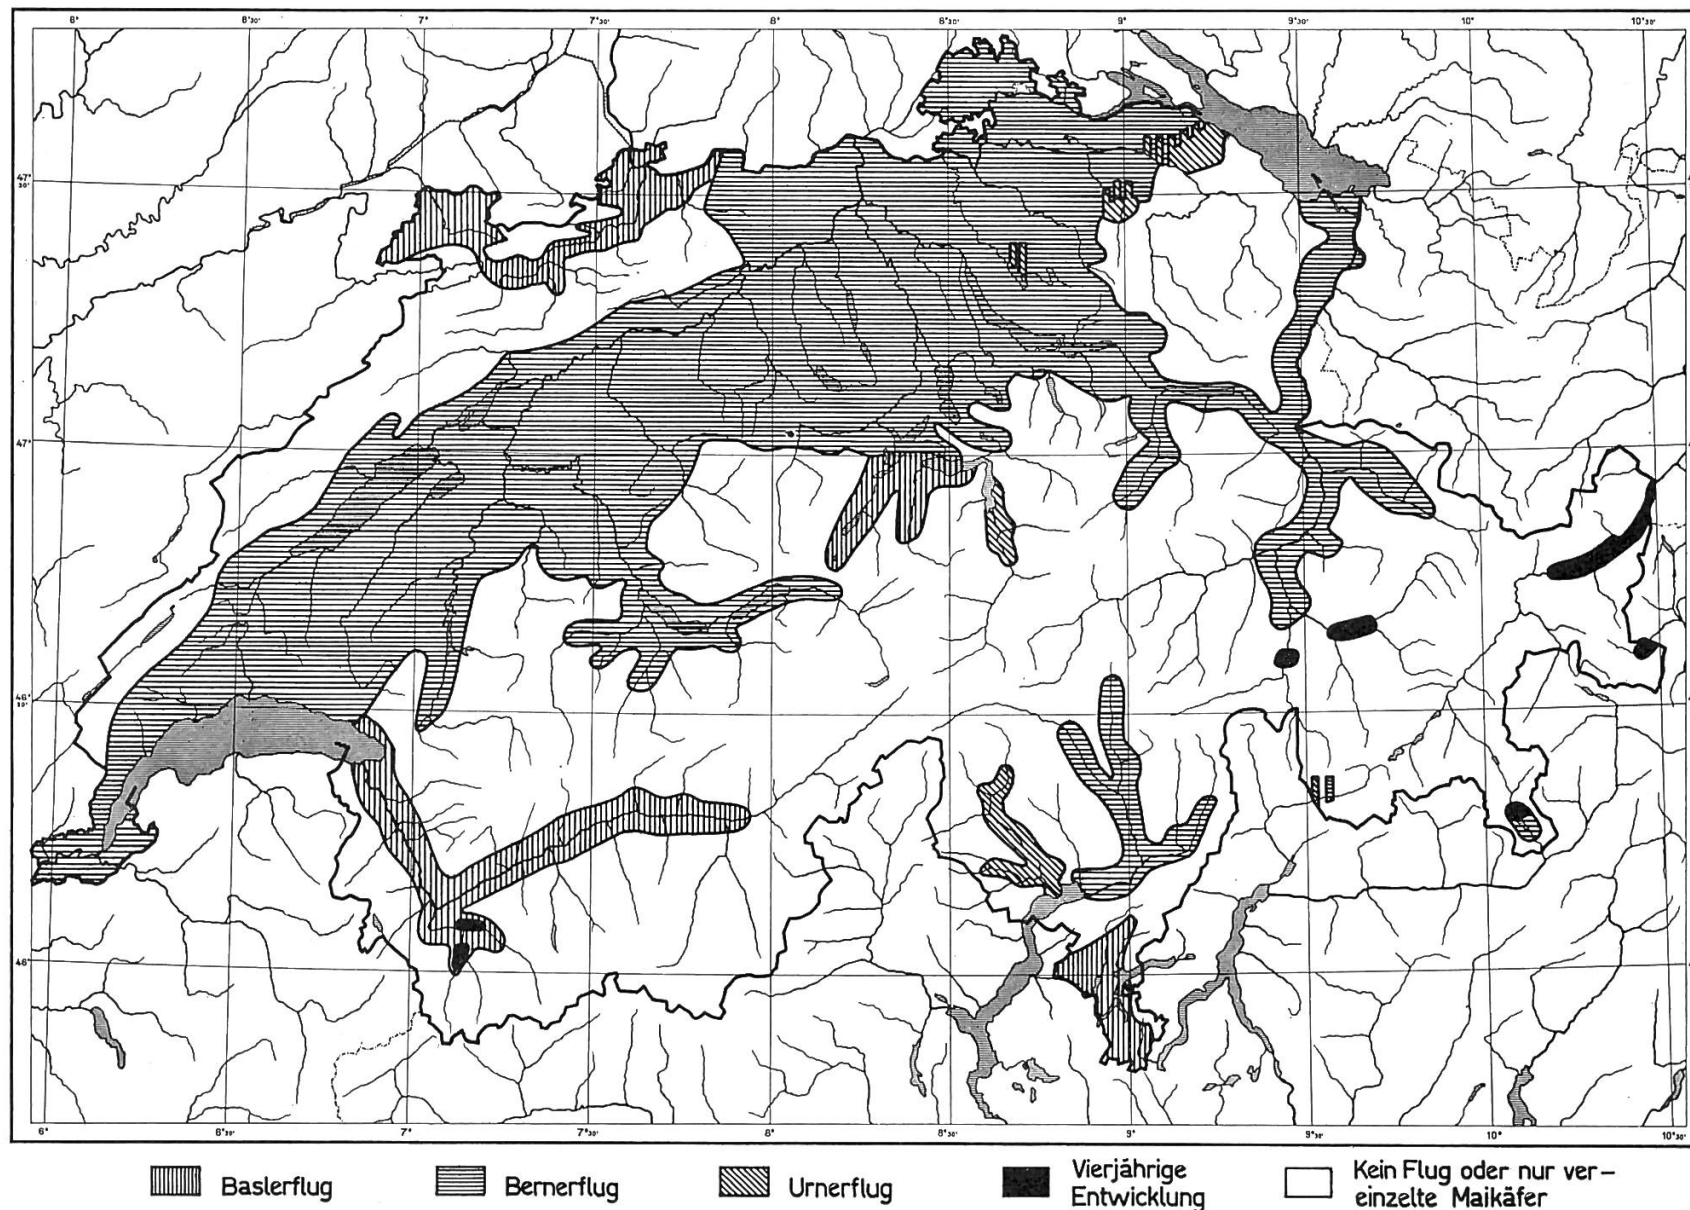 6° 6°30' 7° 7°30' 8° 8°30' 9° 9°30' 10° 10°30'
47°
30'
47°
46°
30'
46°
6° 6°30' 7° 7°30' 8° 8°30' 9° 9°30' 10° 10°30'
Baslerflug
Bernerflug
Urnerflug
Vierjährige
Entwicklung
Kein Flug oder nur ver-
einzelte Maikäfer